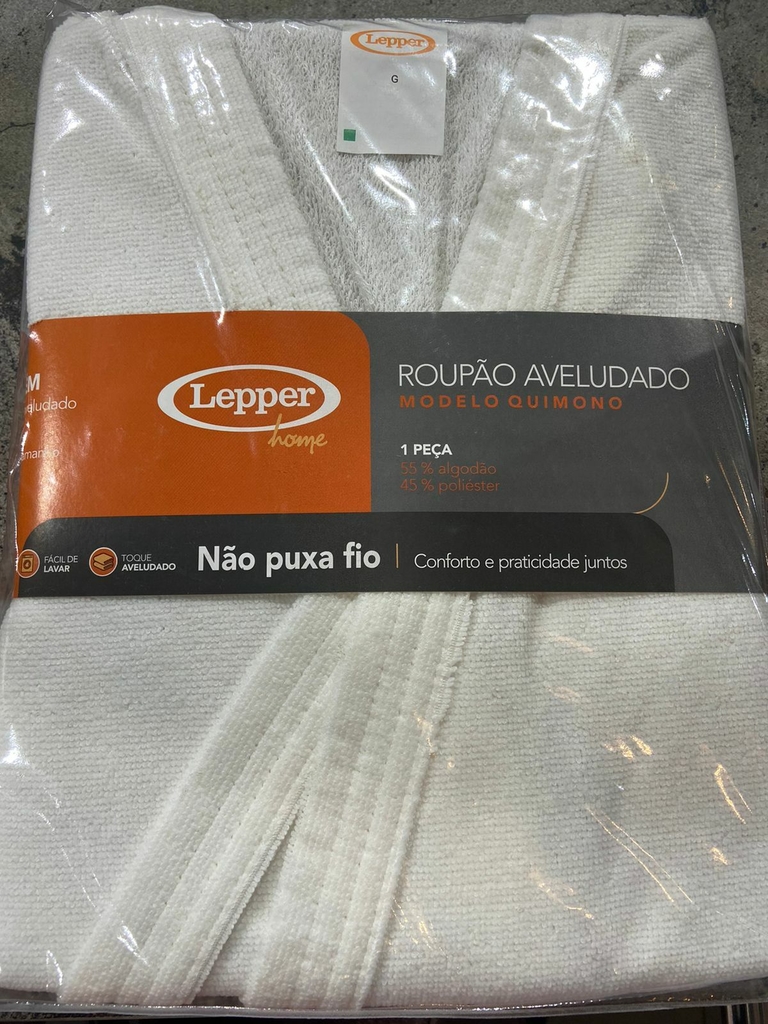 Lepper
G
Lepper
home
ROUPÃO AVELUDADO
MODELO QUIMONO
1 PEÇA
55 % algodão
45 % poliéster
FÁCIL DE
LAVAR
TOQUE
AVELUDADO
Não puxa fio
Conforto e praticidade juntos